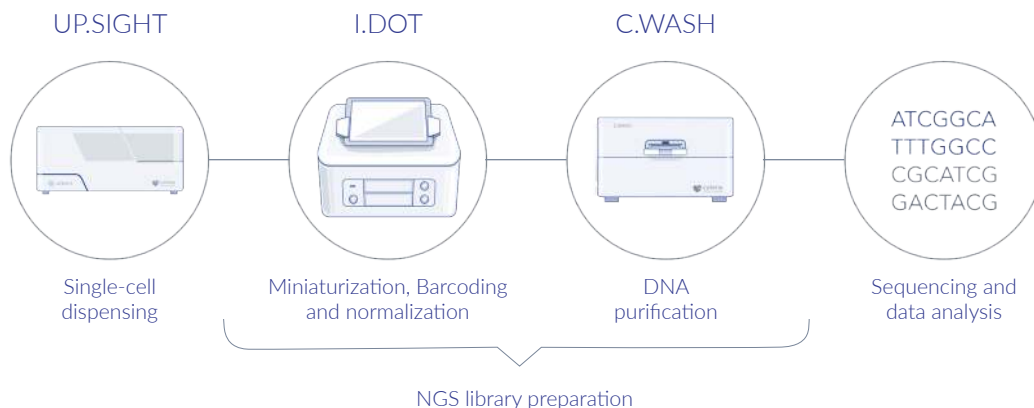 UP.SIGHT
I.DOT
C.WASH
ATCGGCA
TTTGGCC
CGCATCG
GACTACG
Single-cell
dispensing
Miniaturization, Barcoding
and normalization
DNA
purification
Sequencing and
data analysis
NGS library preparation